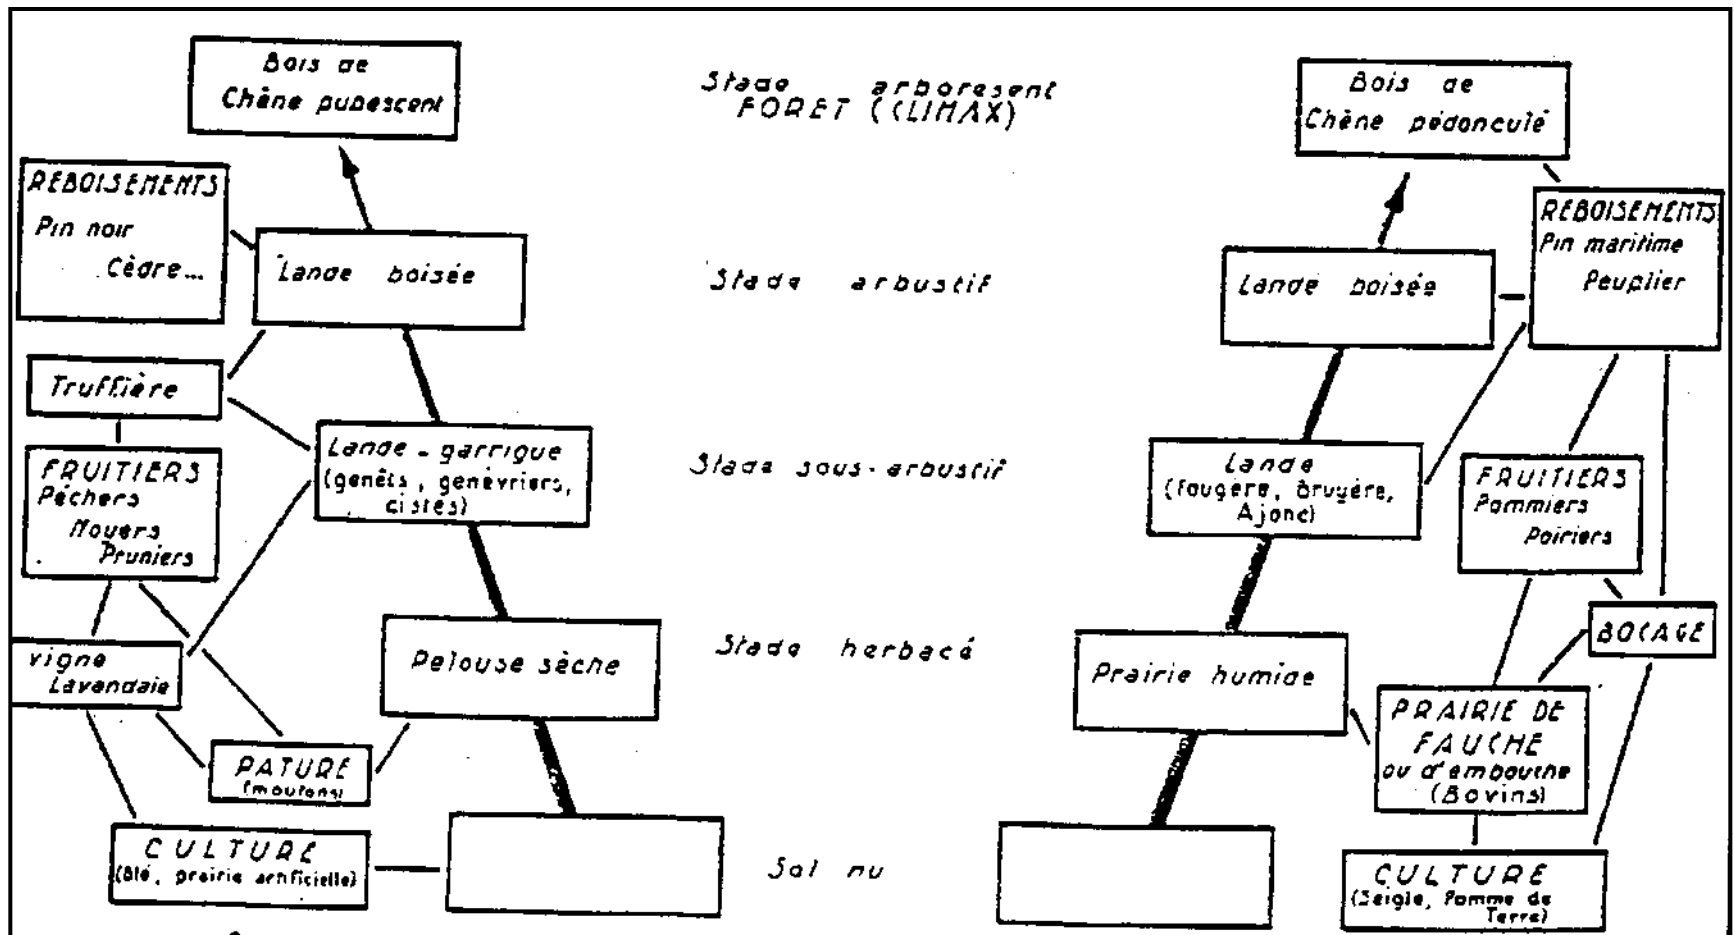 Bois de
Chêne pubescent
Stade arboresent
FORET (CLIMAX)
Bois de
Chêne pédonculé
REBOISEMENTS
Pin noir
Cèdre...
Lande boisée
Stade arbustif
Lande boisée
REBOISEMENTS
Pin maritime
Peuplier
Truffière
Lande - garrigue
(genêts, genévriers,
cistes)
Stade sous-arbustif
Lande
(Fougère, Bruyère,
Ajonc)
FRUITIERS
Pêchers
Noyers
Pruniers
FRUITIERS
Pommiers
Poiriers
vigne
Lavandaie
Pelouse sèche
Stade herbacé
Prairie humide
BOCAGE
PATURE
(moutons)
PRAIRIE DE
FAUCHE
ou d'embouche
(Bovins)
CULTURE
(Blé, prairie artificielle)
Sol nu
CULTURE
(Seigle, Pomme de
Terre)